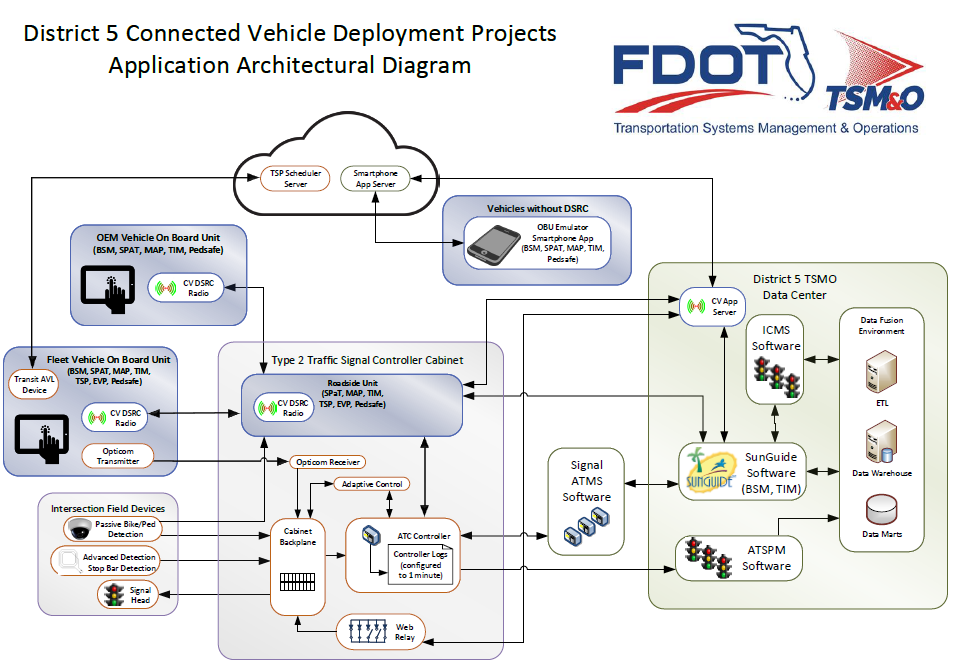 District 5 Connected Vehicle Deployment Projects
Application Architectural Diagram
FDOT
TSM&O
Transportation Systems Management & Operations
TSP Scheduler
Server
Smartphone
App Server
Vehicles without DSRC
OBU Emulator
Smartphone App
(BSM, SPAT, MAP, TIM,
Pedsafe)
OEM Vehicle On Board Unit
(BSM, SPAT, MAP, TIM, Pedsafe)
CV DSRC
Radio
District 5 TSMO
Data Center
CV App
Server
ICMS
Software
Data Fusion
Environment
ETL
Data Warehouse
Data Marts
SunGuide
Software
(BSM, TIM)
SUNGUIDE
ATSPM
Software
Fleet Vehicle On Board Unit
(BSM, SPAT, MAP, TIM,
TSP, EVP, Pedsafe)
Transit AVL
Device
CV DSRC
Radio
Opticom
Transmitter
Type 2 Traffic Signal Controller Cabinet
Roadside Unit
(SPaT, MAP, TIM,
TSP, EVP, Pedsafe)
CV DSRC
Radio
Opticom Receiver
Adaptive Control
Cabinet
Backplane
ATC Controller
Controller Logs
(configured
to 1 minute)
Web
Relay
Signal
ATMS
Software
Intersection Field Devices
Passive Bike/Ped
Detection
Advanced Detection
Stop Bar Detection
Signal
Head